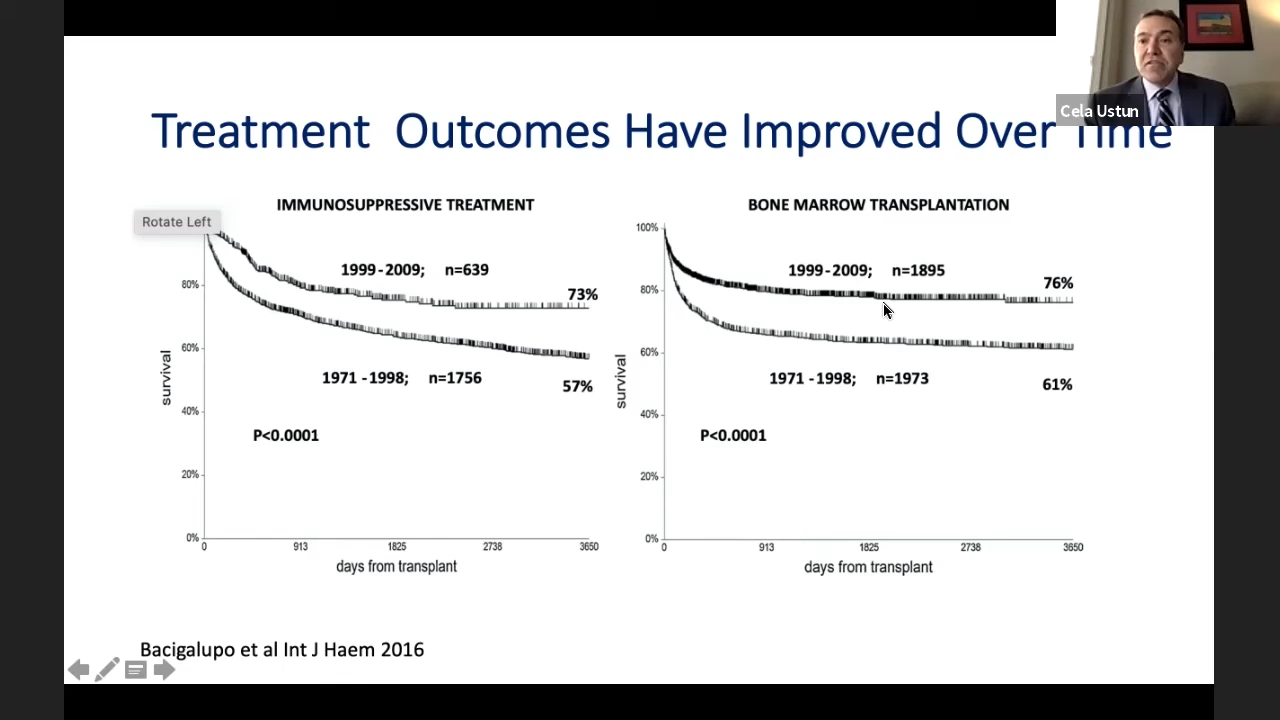 Cela Ustun
Treatment Outcomes Have Improved Over Time
IMMUNOSUPPRESSIVE TREATMENT
Rotate Left
1999-2009; n=639
73%
80%
60%
survival
1971 -1998; n=1756
57%
40%
P<0.0001
20%
0%
0 913 1825 2738 3650
days from transplant
BONE MARROW TRANSPLANTATION
100%
1999-2009; n=1895
76%
80%
60%
survival
1971 -1998; n=1973
61%
40%
P<0.0001
20%
0%
0 913 1825 2738 3650
days from transplant
Bacigalupo et al Int J Haem 2016